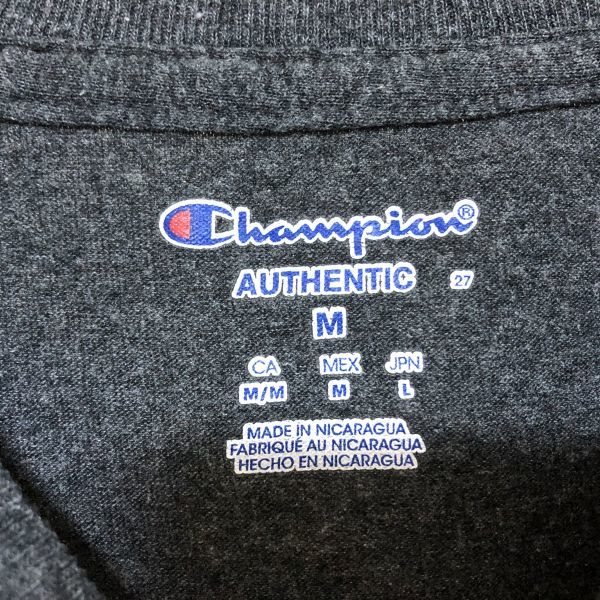 Champion®
AUTHENTIC 27
M
CA MEX JPN
M/M M L
MADE IN NICARAGUA
FABRIQUÉ AU NICARAGUA
HECHO EN NICARAGUA